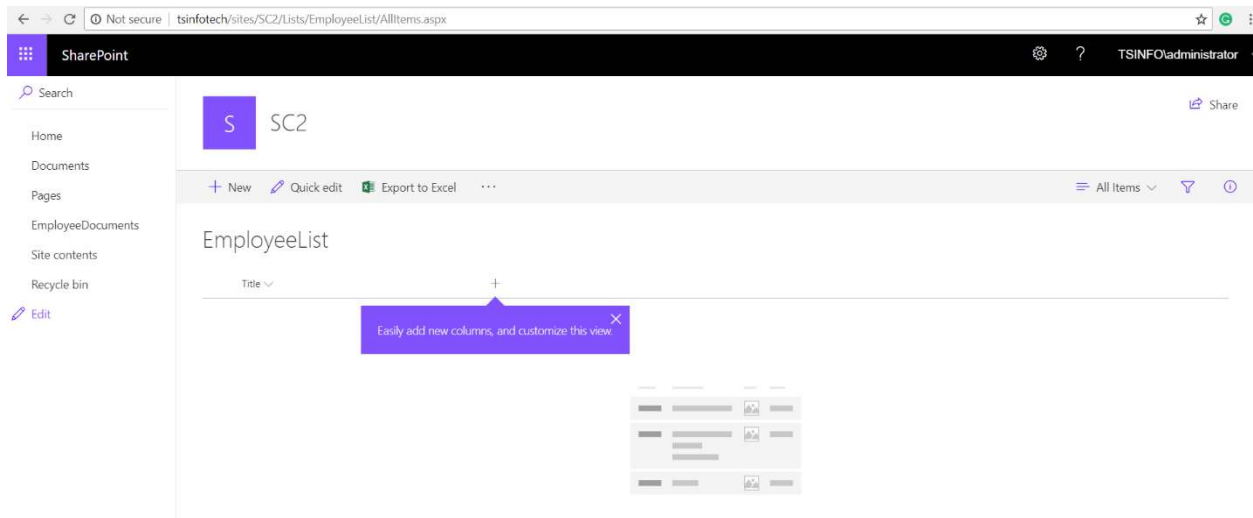 Not secure tsinfotech/sites/SC2/Lists/EmployeeList/AllItems.aspx
SharePoint ? TSINFO\administrator
Search
Share
S SC2
Home
Documents
Pages
EmployeeDocuments
Site contents
Recycle bin
Edit
New Quick edit Export to Excel ... All Items
EmployeeList
Title
Easily add new columns, and customize this view.